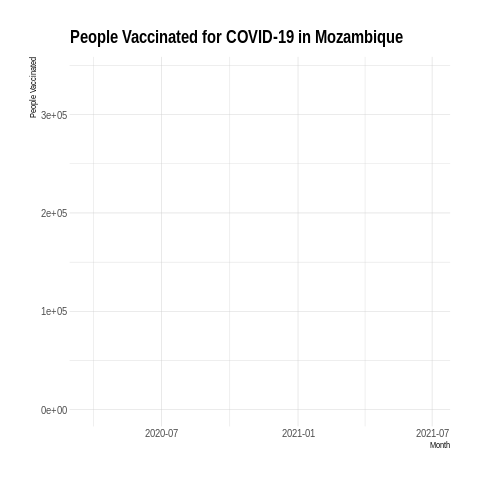 People Vaccinated for COVID-19 in Mozambique
People Vaccinated
3e+05
2e+05
1e+05
0e+00
2020-07
2021-01
2021-07
Month